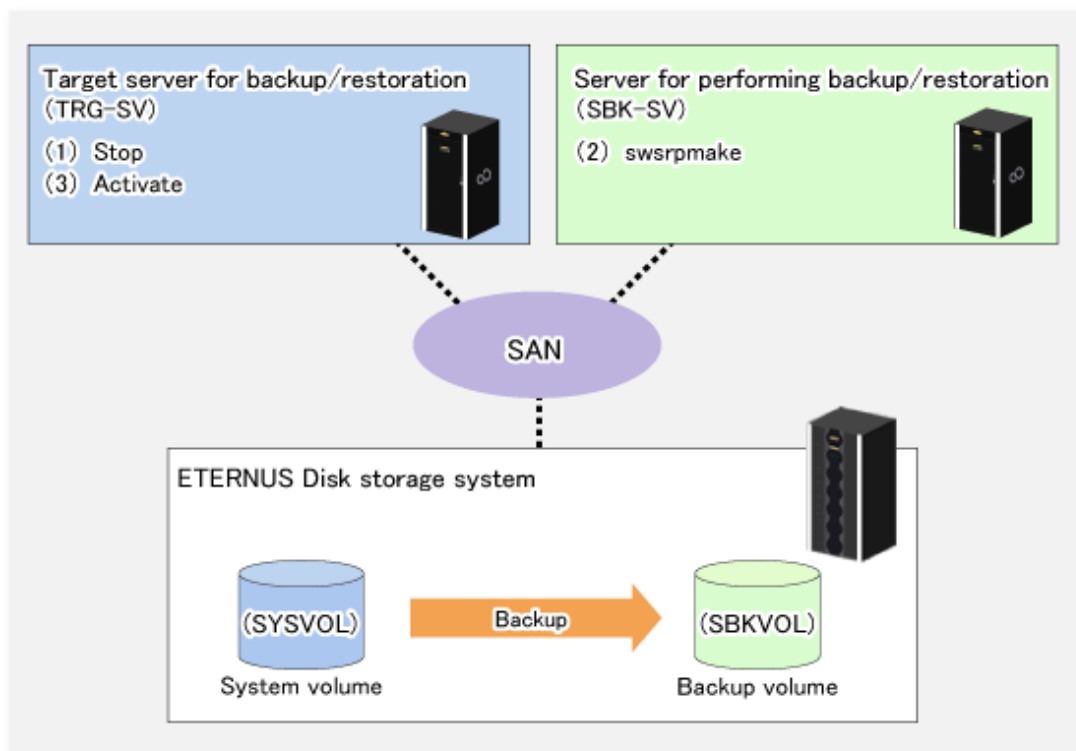 Target server for backup/restoration
(TRG-SV)
(1) Stop
(3) Activate
Server for performing backup/restoration
(SBK-SV)
(2) swsrpmake
SAN
ETERNUS Disk storage system
(SYSVOL)
Backup
(SBKVOL)
System volume
Backup volume